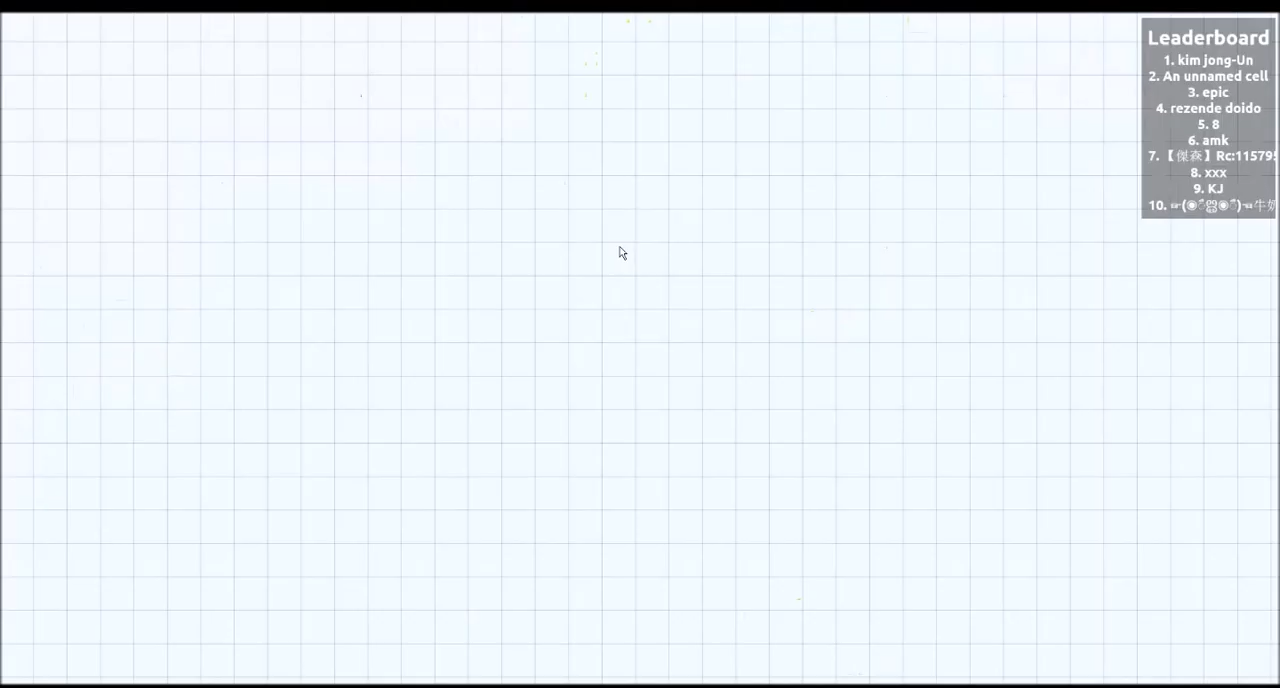 Leaderboard
1. kim jong-Un
2. An unnamed cell
3. epic
4. rezende doido
5. 8
6. amk
7. 【傑森】Rc:115795
8. xxx
9. KJ
10.